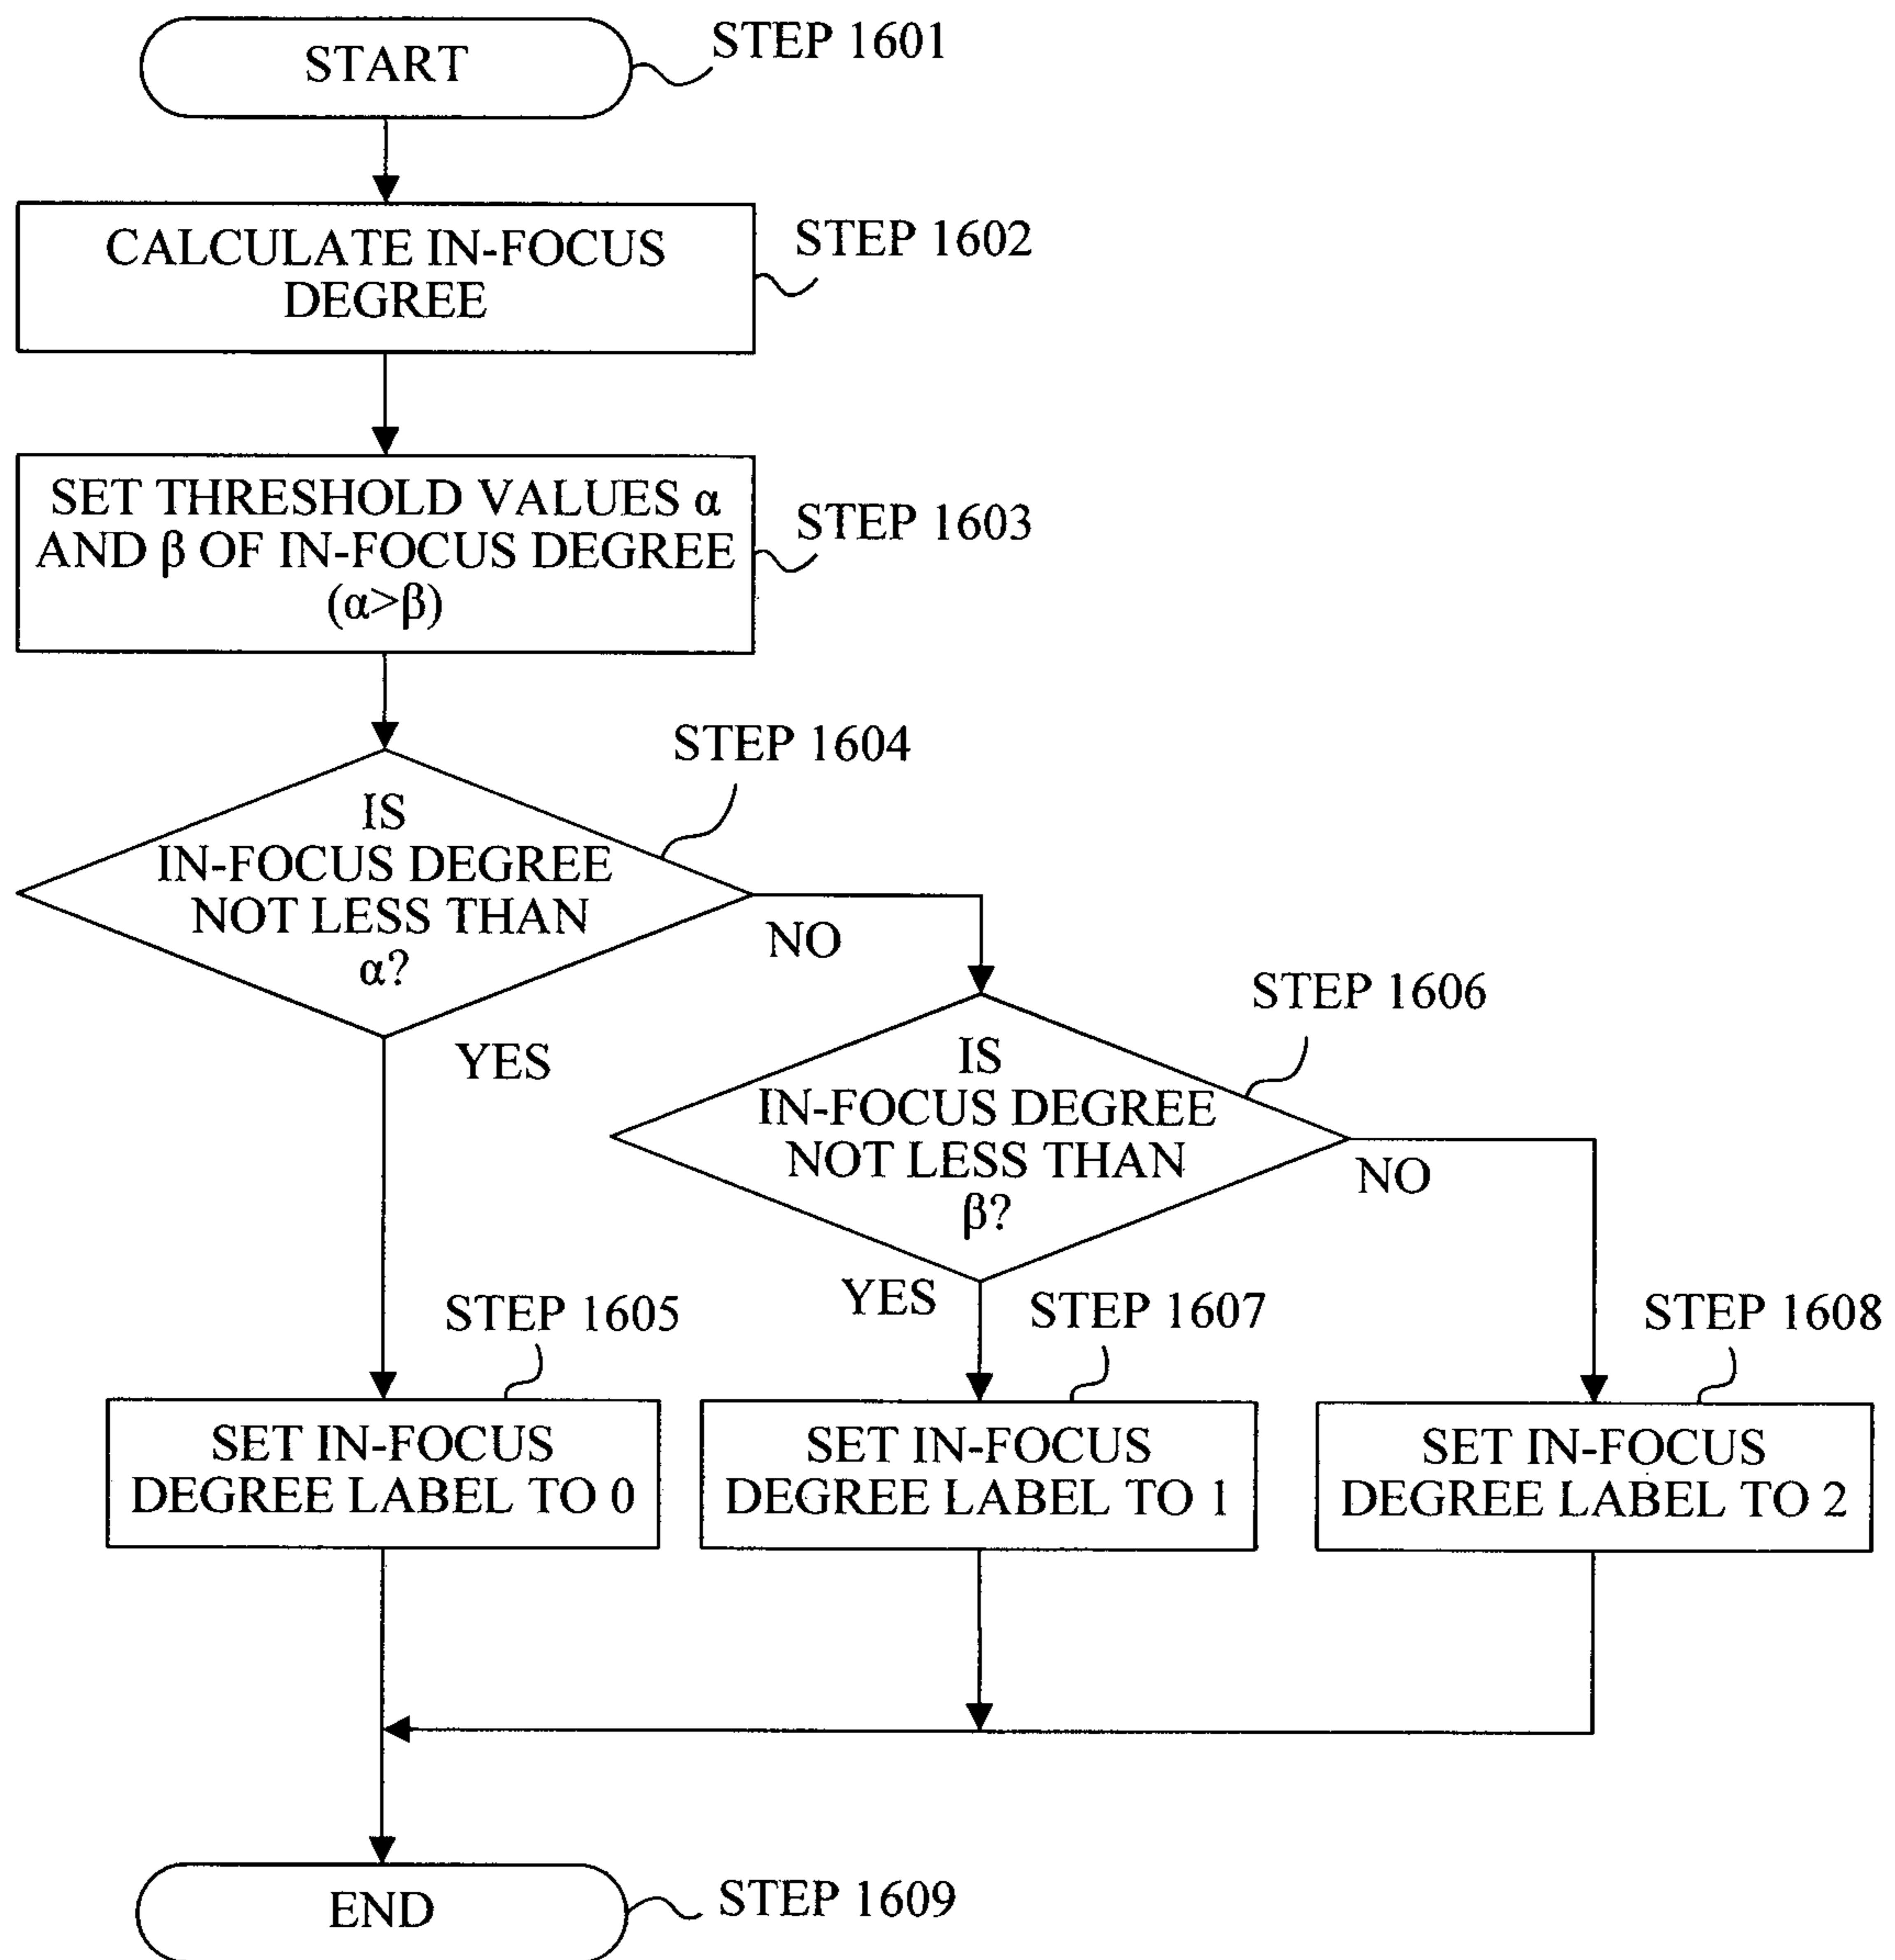 START
STEP 1601
CALCULATE IN-FOCUS
DEGREE
STEP 1602
SET THRESHOLD VALUES α
AND β OF IN-FOCUS DEGREE
(α>β)
STEP 1603
STEP 1604
IS
IN-FOCUS DEGREE
NOT LESS THAN
α?
NO
YES
STEP 1606
IS
IN-FOCUS DEGREE
NOT LESS THAN
β?
NO
YES
STEP 1605
SET IN-FOCUS
DEGREE LABEL TO 0
STEP 1607
SET IN-FOCUS
DEGREE LABEL TO 1
STEP 1608
SET IN-FOCUS
DEGREE LABEL TO 2
END
STEP 1609